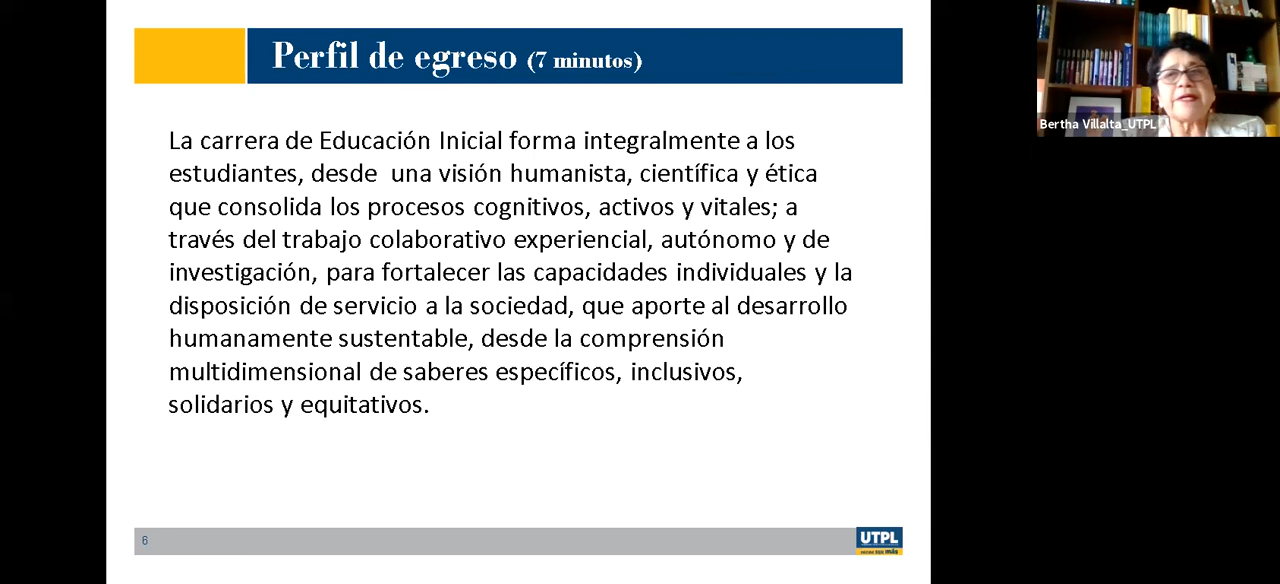 Perfil de egreso (7 minutos)
La carrera de Educación Inicial forma integralmente a los
estudiantes, desde una visión humanista, científica y ética
que consolida los procesos cognitivos, activos y vitales; a
través del trabajo colaborativo experiencial, autónomo y de
investigación, para fortalecer las capacidades individuales y la
disposición de servicio a la sociedad, que aporte al desarrollo
humanamente sustentable, desde la comprensión
multidimensional de saberes específicos, inclusivos,
solidarios y equitativos.
6
UTPL
Bertha Villalta_UTPL